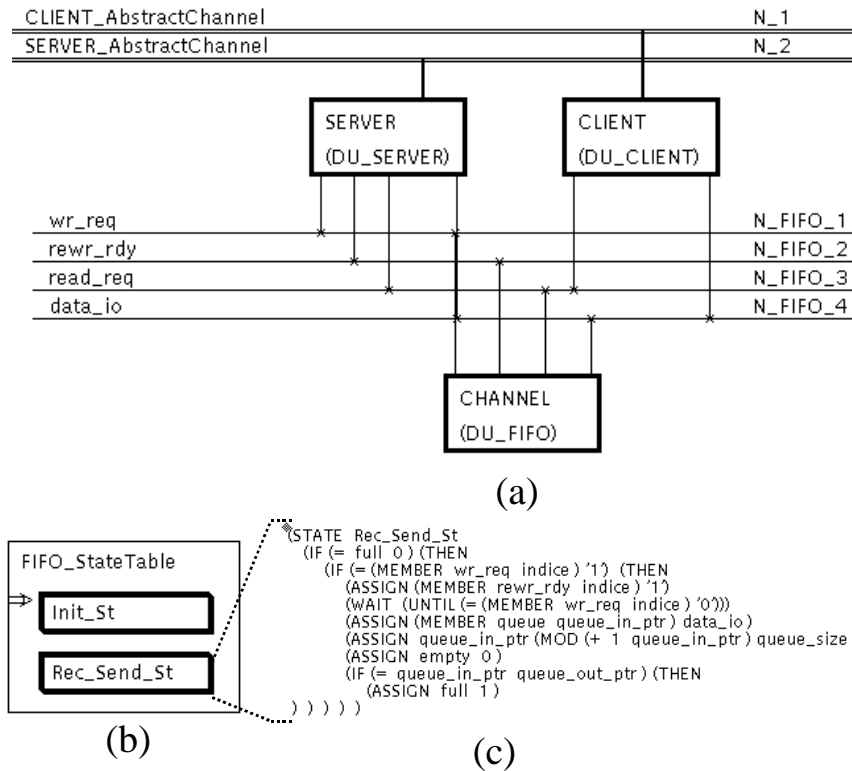 CLIENT_AbstractChannel N_1
SERVER_AbstractChannel N_2
SERVER CLIENT
(DU_SERVER) (DU_CLIENT)
wr_req N_FIFO_1
rewr_rdy N_FIFO_2
read_req N_FIFO_3
data_io N_FIFO_4
CHANNEL
(DU_FIFO)
(a)
FIFO_StateTable
Init_St
Rec_Send_St
(b)
(STATE Rec_Send_St
(IF (= full 0 ) (THEN
(IF (= (MEMBER wr_req indice ) '1') (THEN
(ASSIGN (MEMBER rewr_rdy indice ) '1')
(WAIT (UNTIL (= (MEMBER wr_req indice ) '0')))
(ASSIGN (MEMBER queue queue_in_ptr ) data_io )
(ASSIGN queue_in_ptr (MOD (+ 1 queue_in_ptr ) queue_size
(ASSIGN empty 0 )
(IF (= queue_in_ptr queue_out_ptr ) (THEN
(ASSIGN full 1 )
) ) ) ) )
(c)